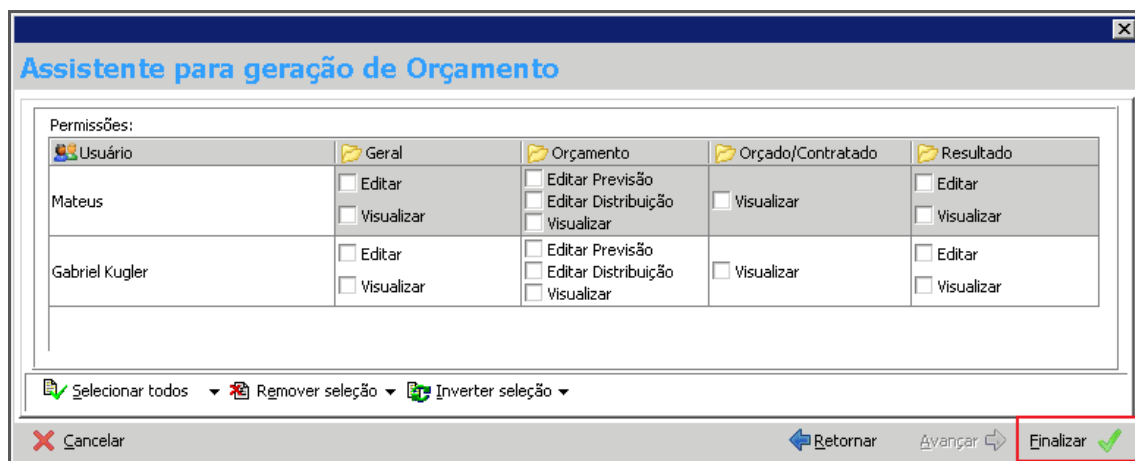 Assistente para geração de Orçamento
Permissões:
Usuário Geral Orçamento Orçado/Contratado Resultado
Mateus
Editar
Visualizar
Editar Previsão
Editar Distribuição
Visualizar
Visualizar
Editar
Visualizar
Gabriel Kugler
Editar
Visualizar
Editar Previsão
Editar Distribuição
Visualizar
Visualizar
Editar
Visualizar
Selecionar todos Remover seleção Inverter seleção
Cancelar Retornar Avançar Finalizar